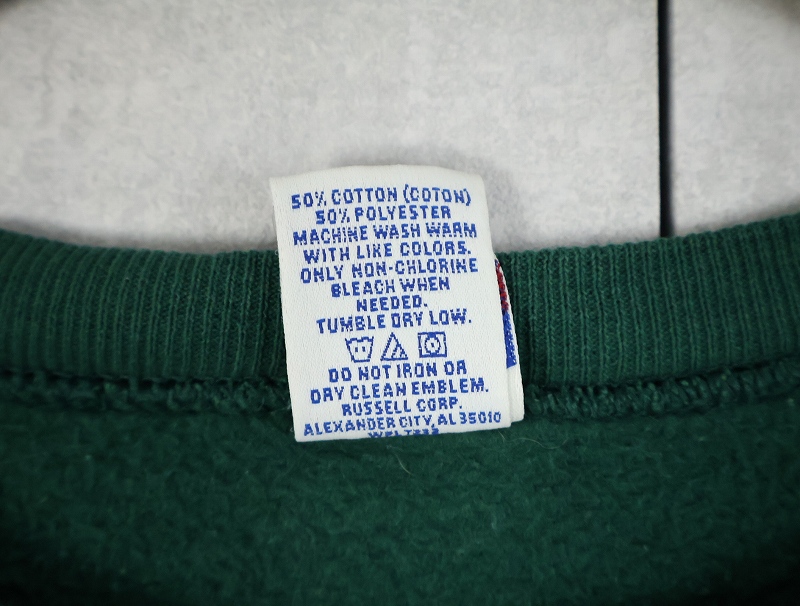 50% COTTON (COTON)
50% POLYESTER
MACHINE WASH WARM
WITH LIKE COLORS.
ONLY NON-CHLORINE
BLEACH WHEN
NEEDED.
TUMBLE DRY LOW.
DO NOT IRON OR
DRY CLEAN EMBLEM.
RUSSELL CORP.
ALEXANDER CITY, AL 35010